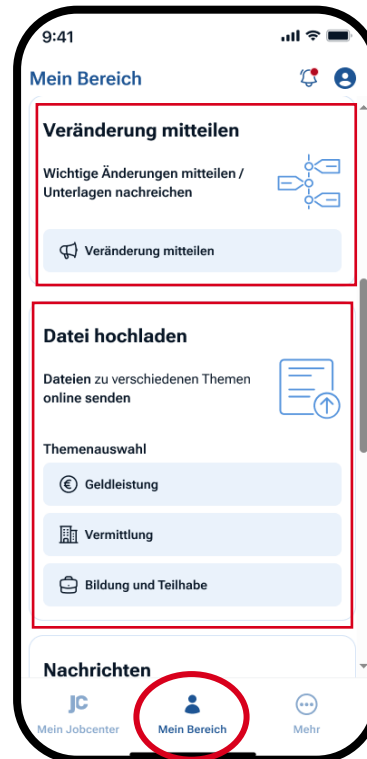 9:41
Mein Bereich
Veränderung mitteilen
Wichtige Änderungen mitteilen /
Unterlagen nachreichen
Veränderung mitteilen
Datei hochladen
Dateien zu verschiedenen Themen
online senden
Themenauswahl
Geldleistung
Vermittlung
Bildung und Teilhabe
Nachrichten
JC
Mein Jobcenter
Mein Bereich
Mehr